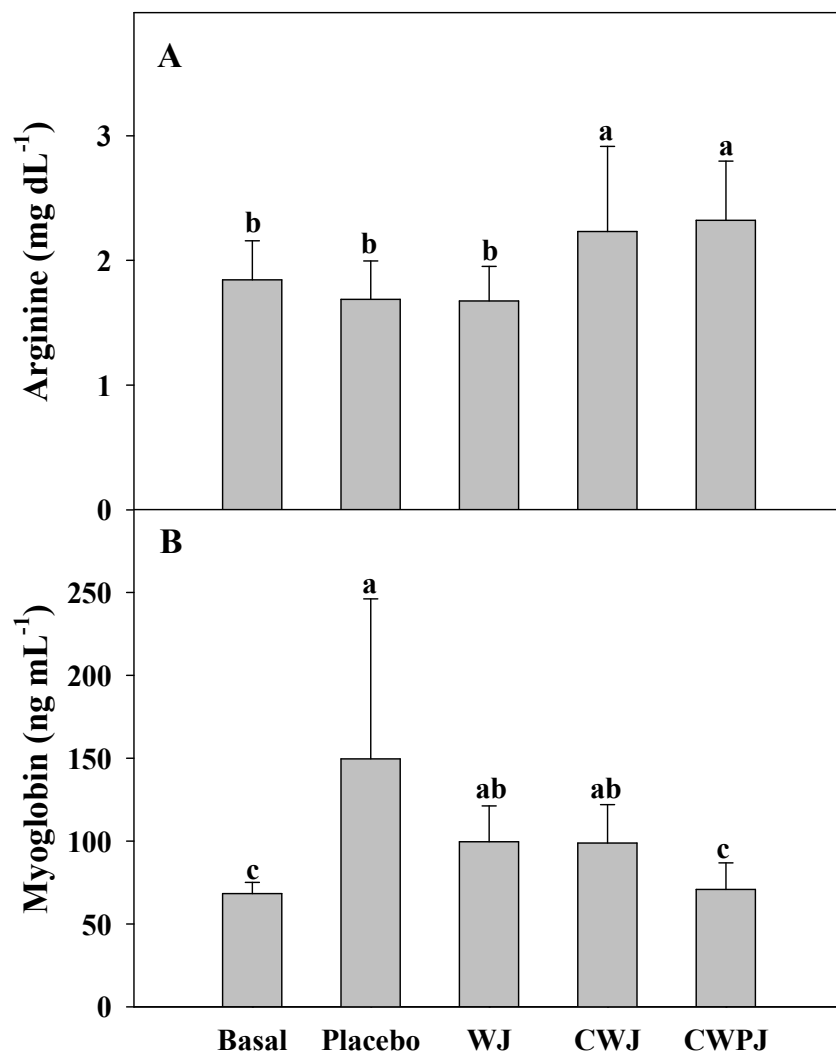 A
Arginine (mg dL-1)
3
2
1
0
b
b
b
a
a
B
Myoglobin (ng mL-1)
250
200
150
100
50
0
c
a
ab
ab
c
Basal Placebo WJ CWJ CWPJ